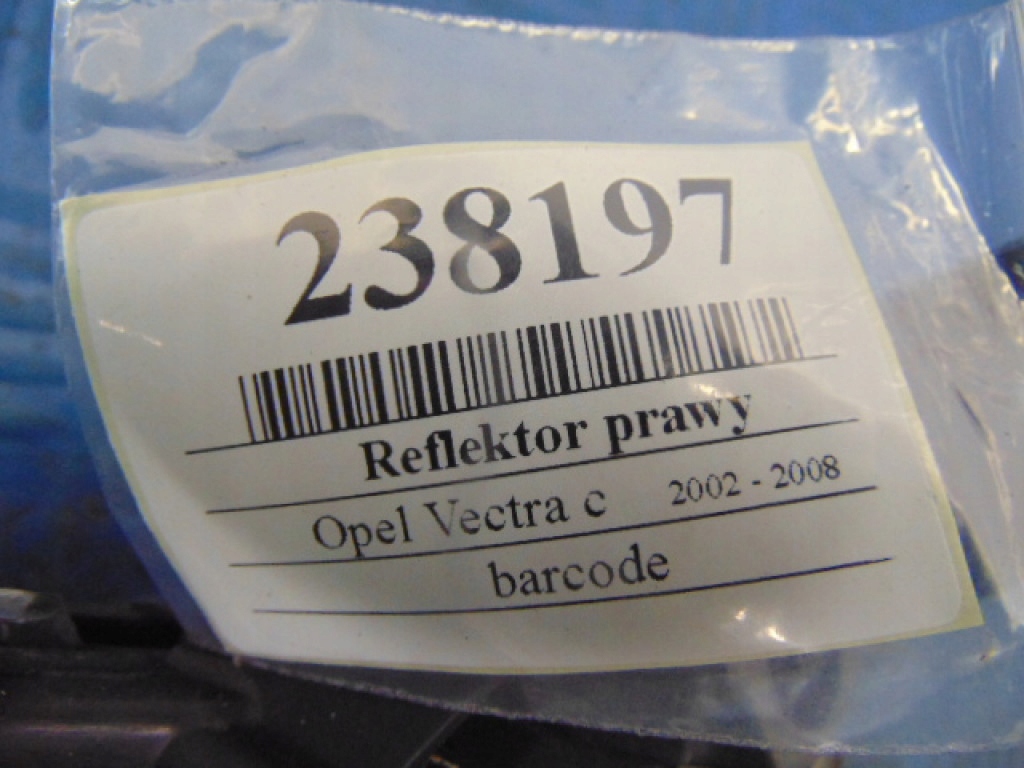 238197
Reflektor prawy
Opel Vectra c 2002 - 2008
barcode